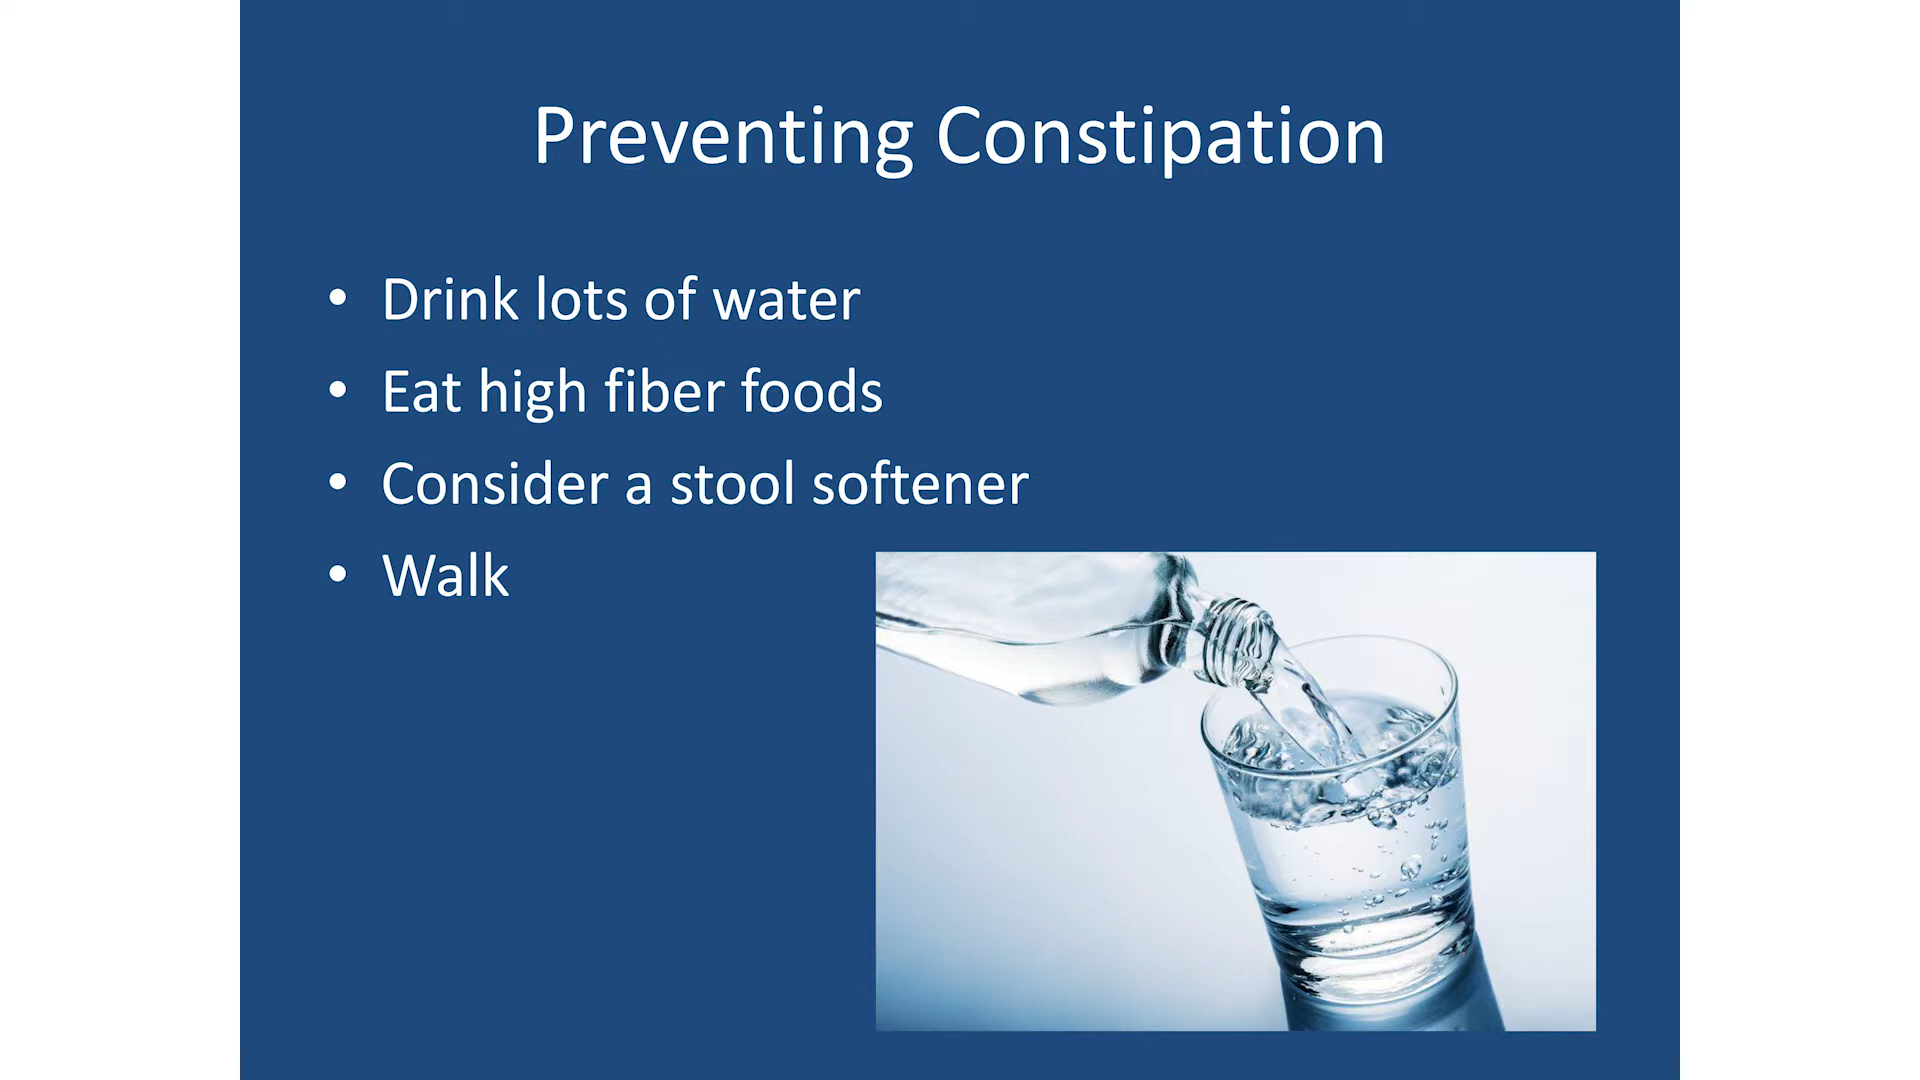 Preventing Constipation
• Drink lots of water
• Eat high fiber foods
• Consider a stool softener
• Walk